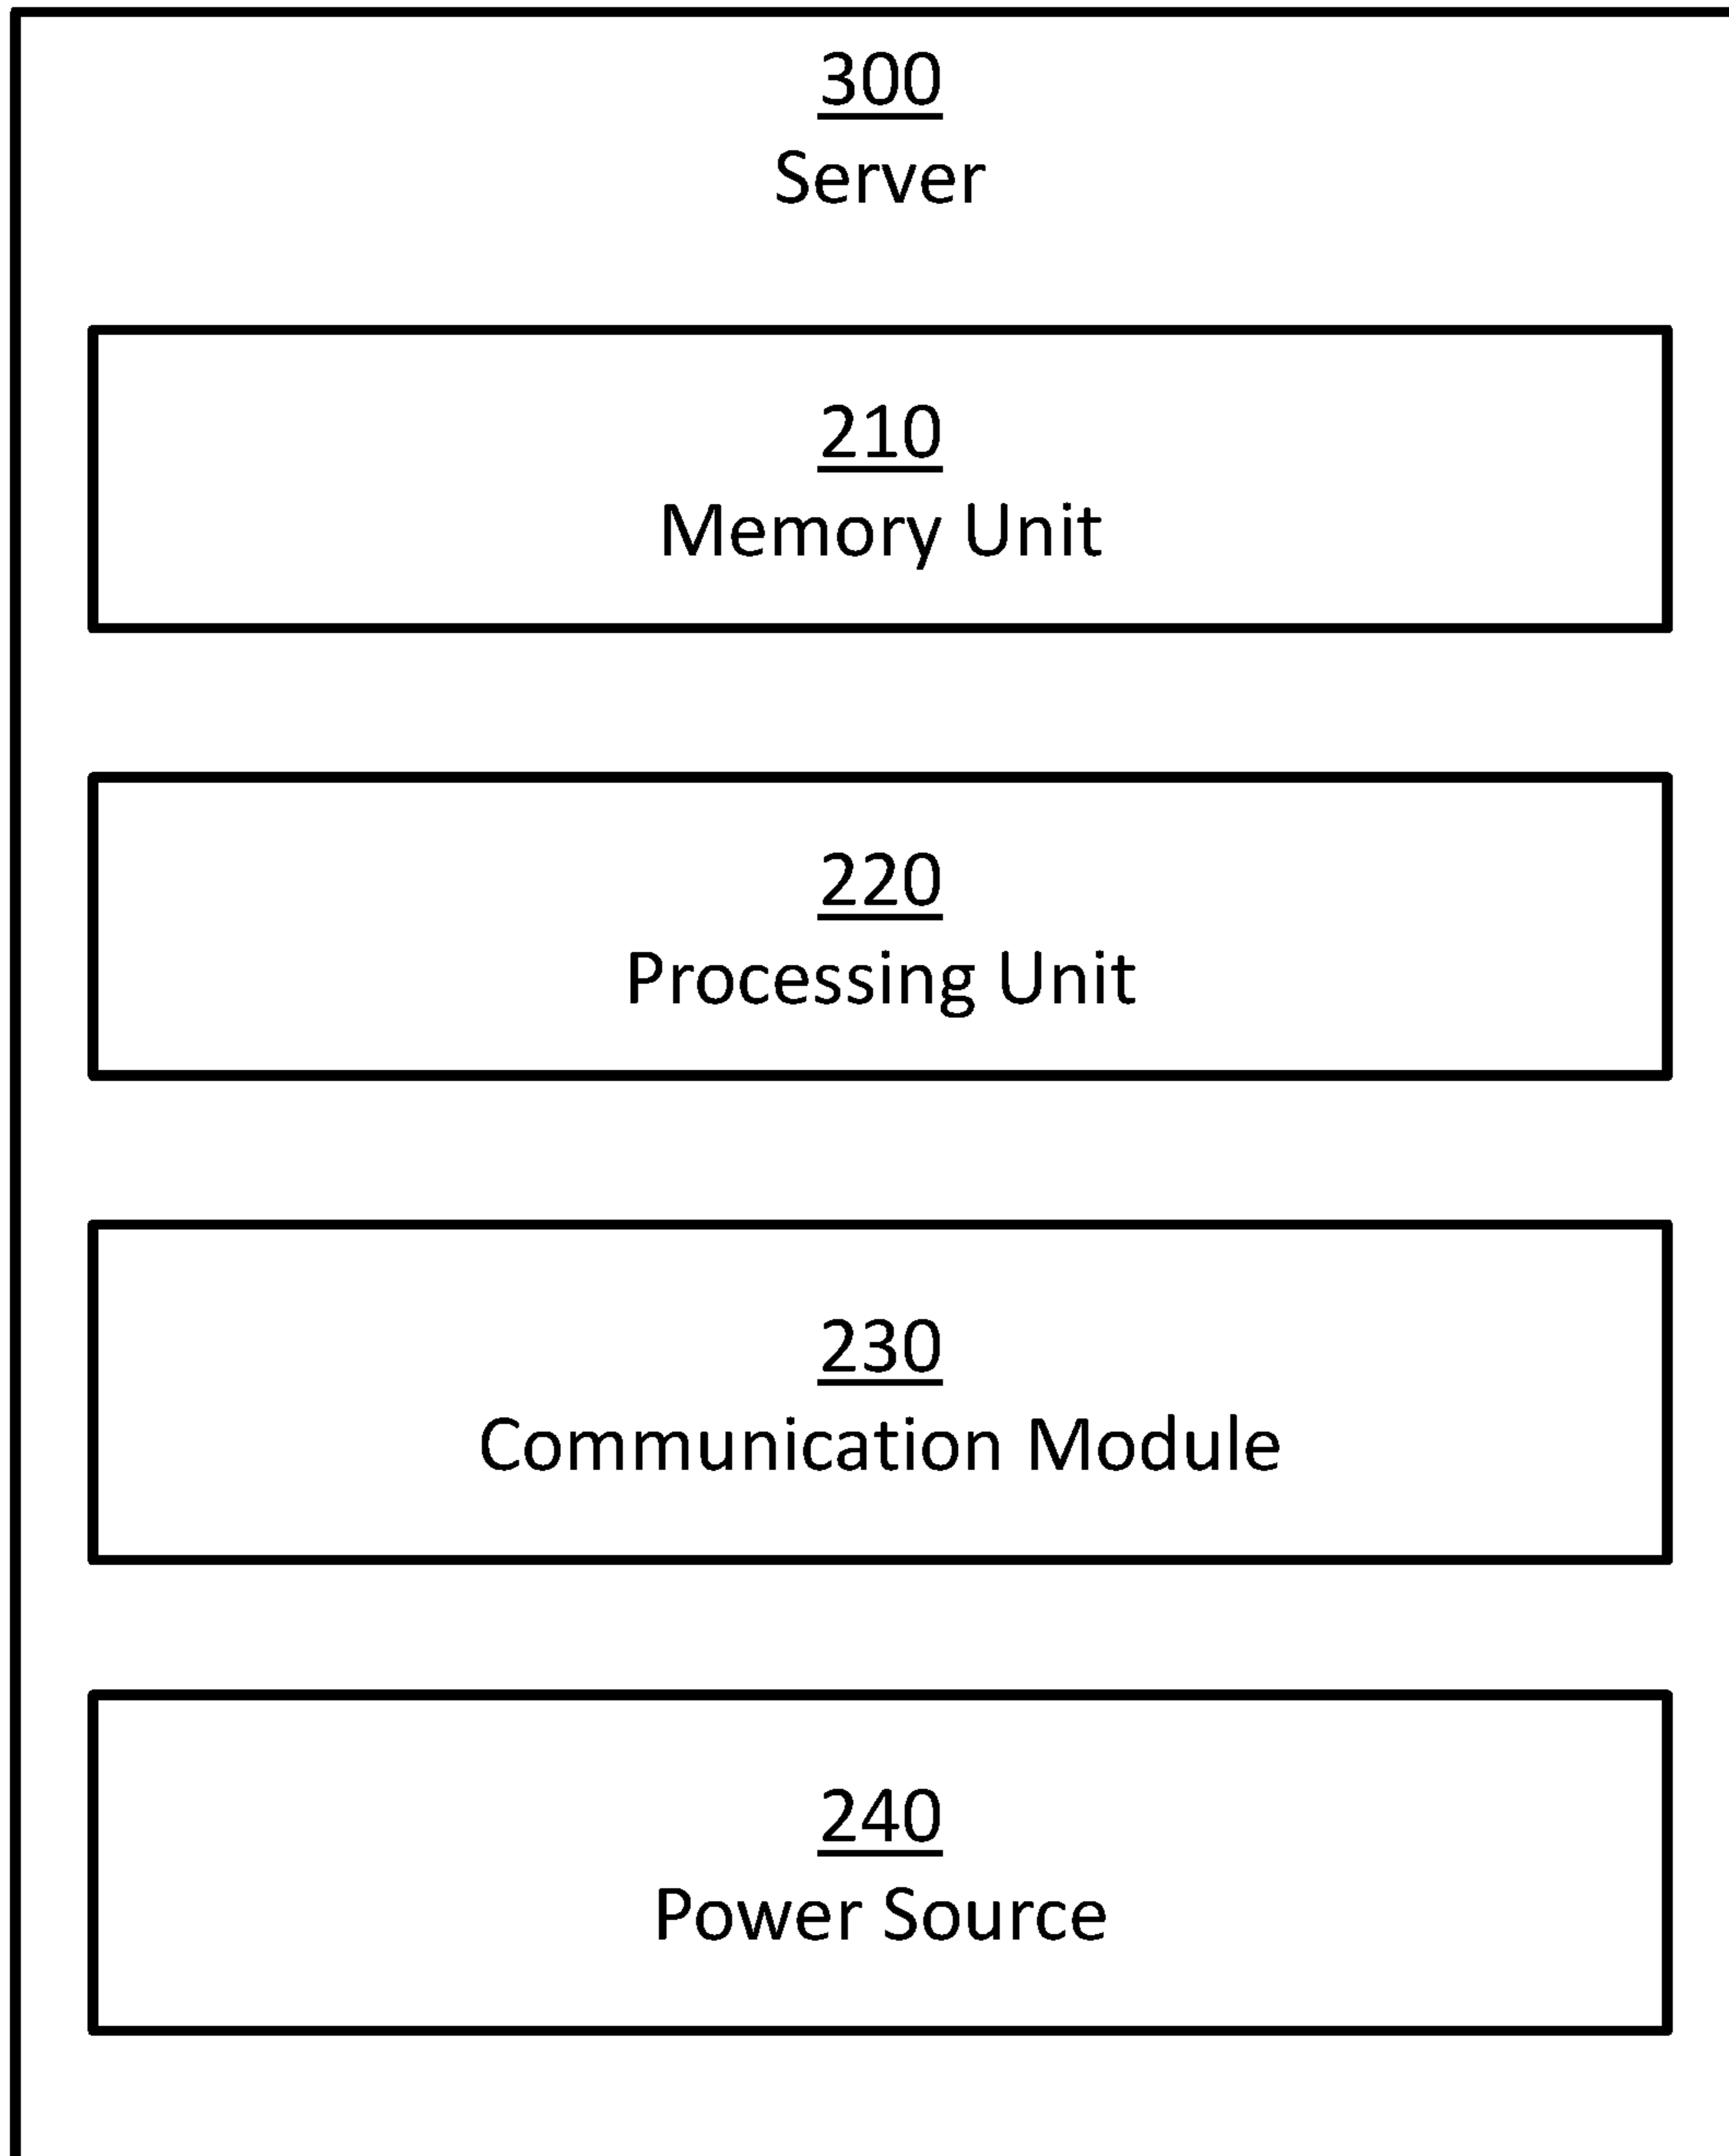 300
Server
210
Memory Unit
220
Processing Unit
230
Communication Module
240
Power Source